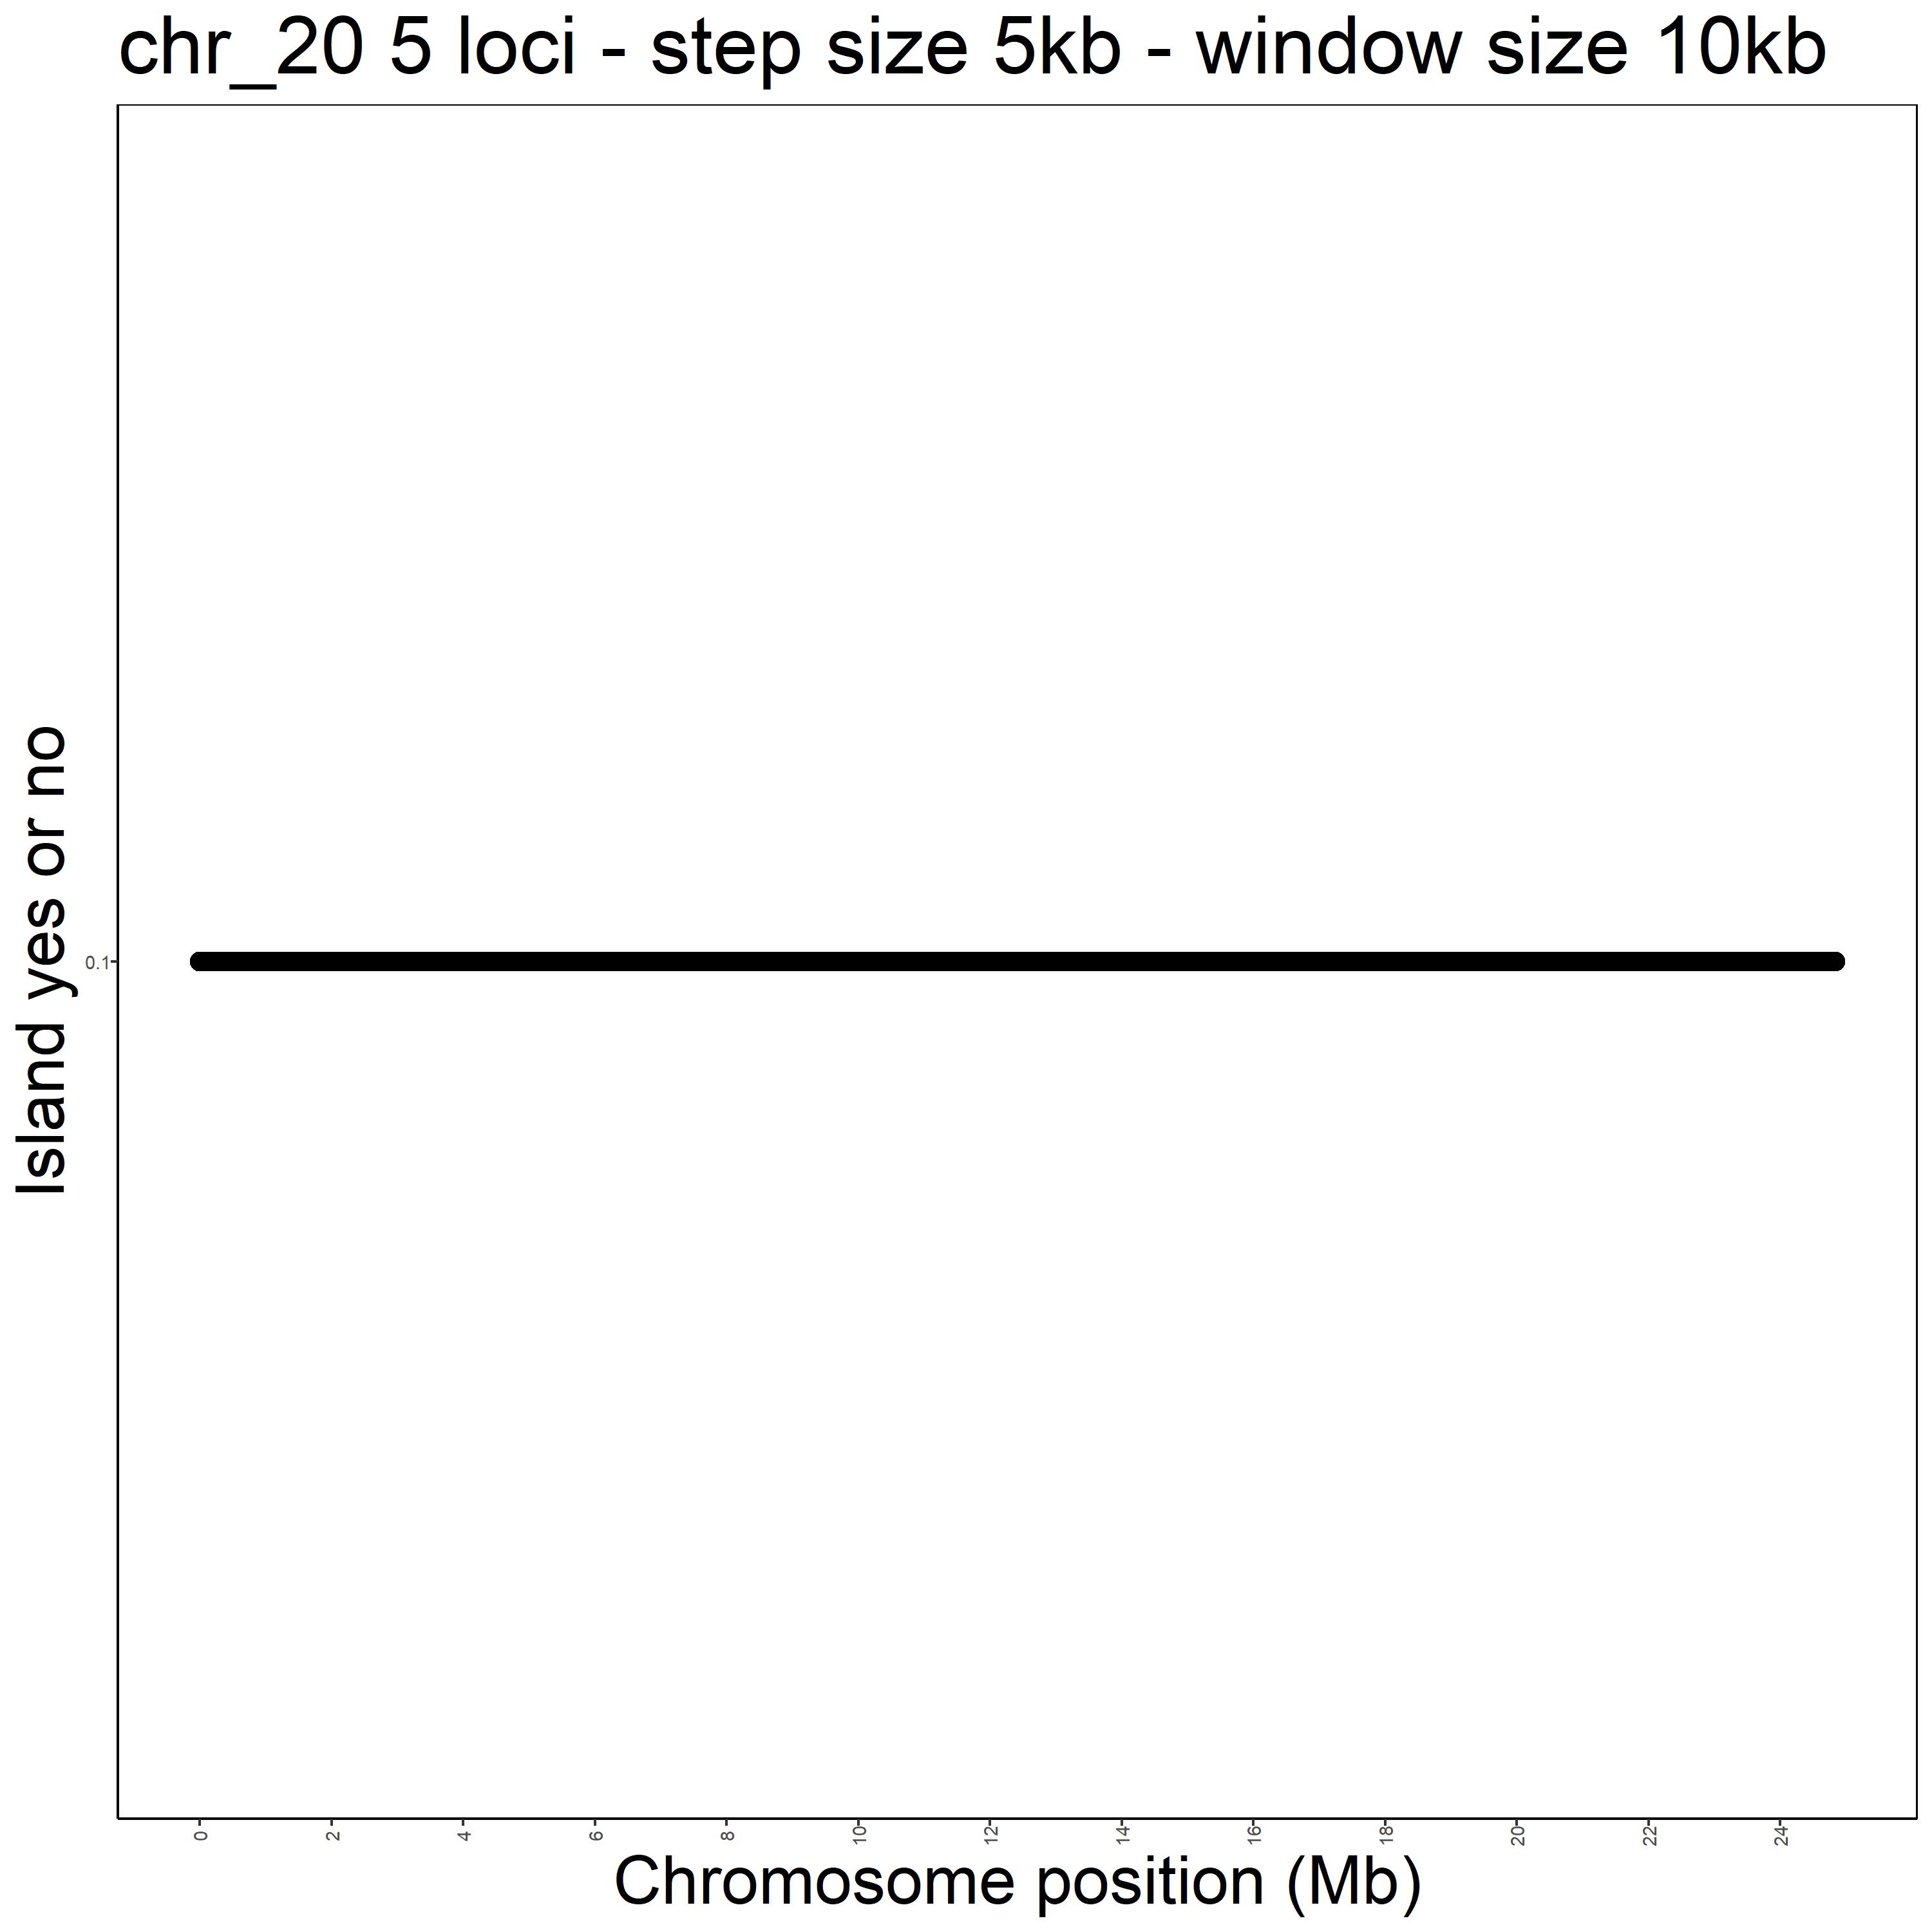 chr_20 5 loci - step size 5kb - window size 10kb
Island yes or no
0.1
0 2 4 6 8 10 12 14 16 18 20 22 24
Chromosome position (Mb)